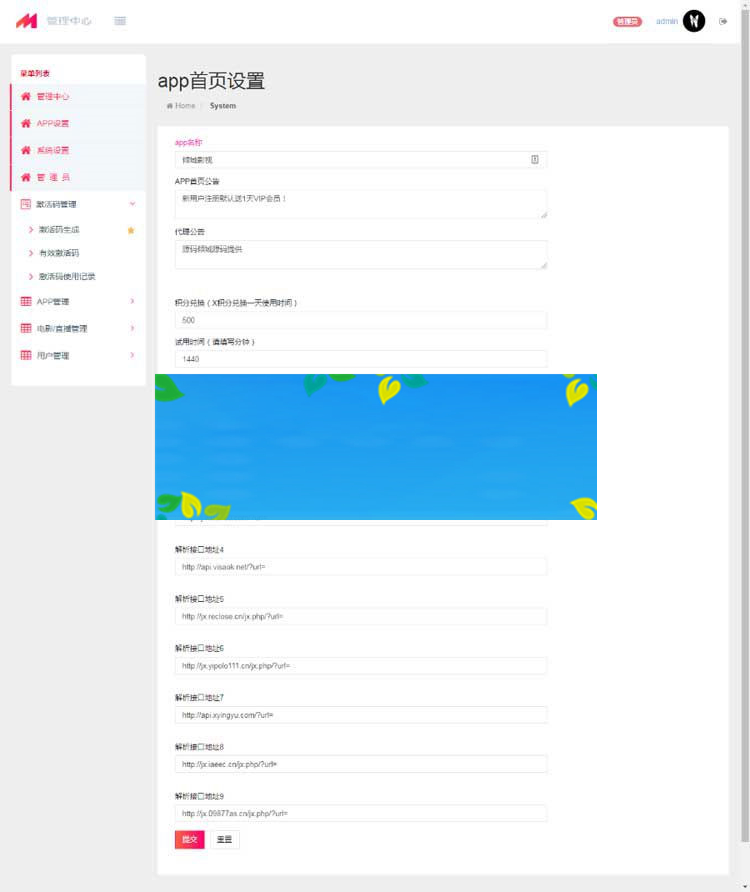 管理中心
管理员
admin
菜单列表
管理中心
APP设置
系统设置
管 理 员
激活码管理
激活码生成
有效激活码
激活码使用记录
APP管理
电影/直播管理
用户管理
app首页设置
Home / System
app名称
倾城影视
APP首页公告
新用户注册默认送1天VIP会员！
代理公告
源码倾城源码提供
积分兑换（X积分兑换一天使用时间）
500
试用时间（请填写分钟）
1440
解析接口地址4
http://api.visaok.net/?url=
解析接口地址5
http://jx.reclose.cn/jx.php/?url=
解析接口地址6
http://jx.yipolo111.cn/jx.php/?url=
解析接口地址7
http://api.xyingyu.com/?url=
解析接口地址8
http://jx.iaeec.cn/jx.php/?url=
解析接口地址9
http://jx.09877as.cn/jx.php/?url=
提交
重置